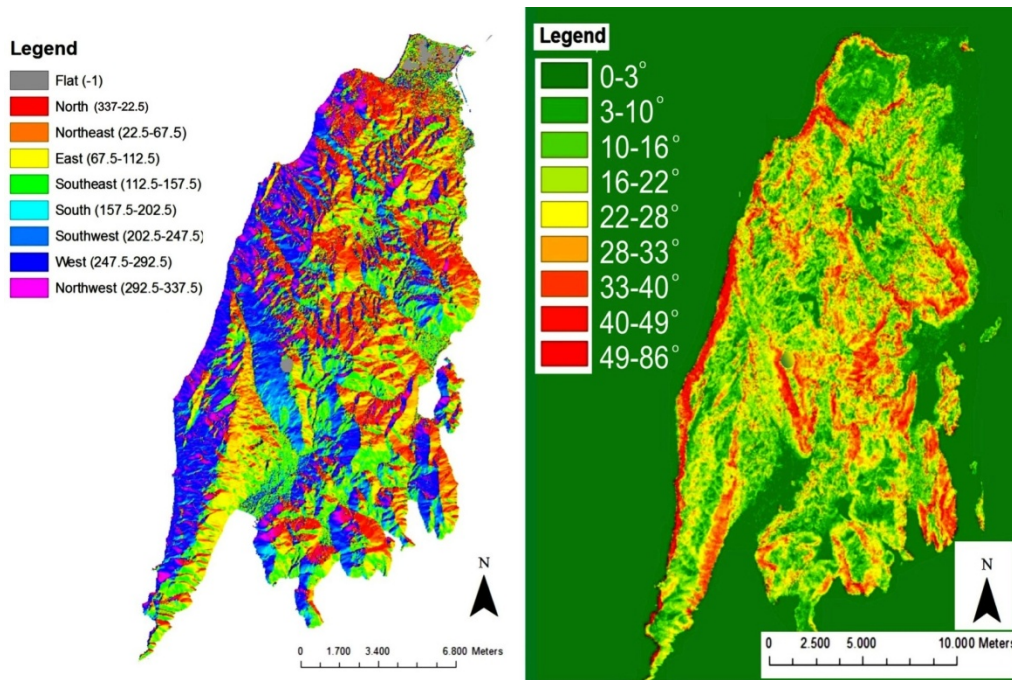 Legend
Flat (-1)
North (337-22.5)
Northeast (22.5-67.5)
East (67.5-112.5)
Southeast (112.5-157.5)
South (157.5-202.5)
Southwest (202.5-247.5)
West (247.5-292.5)
Northwest (292.5-337.5)
N
0 1.700 3.400 6.800 Meters
Legend
0-3°
3-10°
10-16°
16-22°
22-28°
28-33°
33-40°
40-49°
49-86°
N
0 2.500 5.000 10.000 Meters